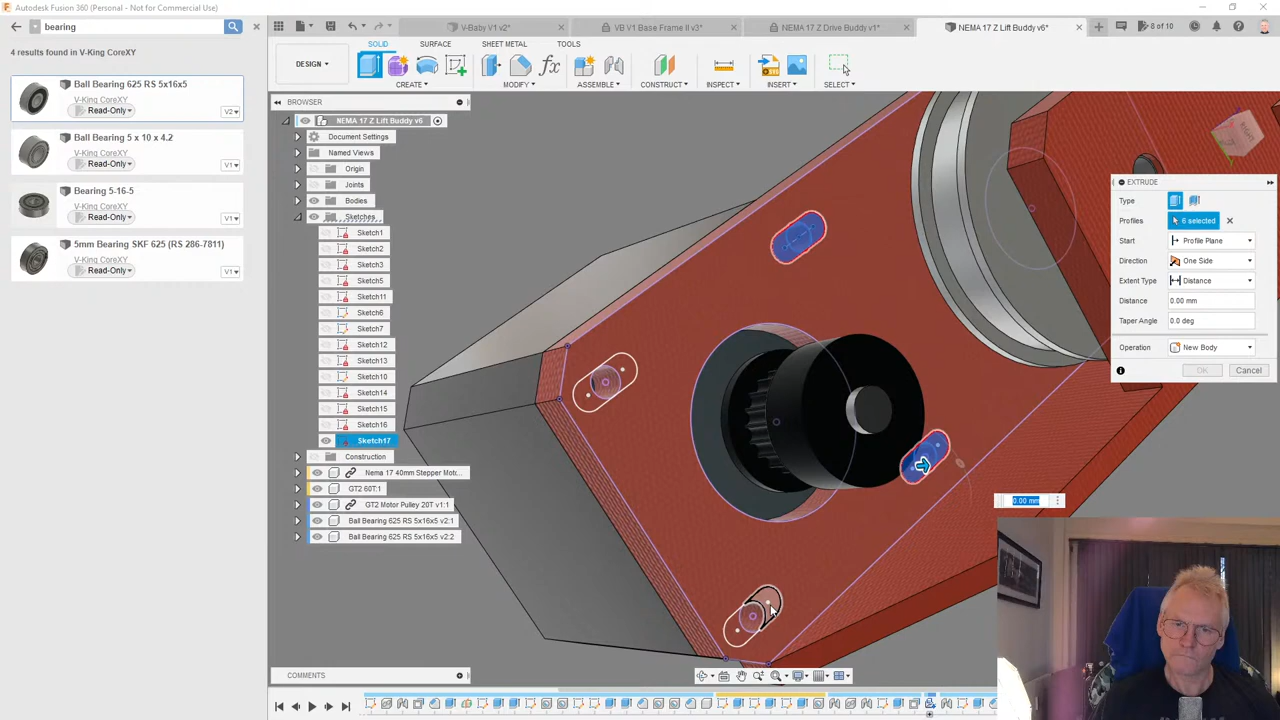 Autodesk Fusion 360 (Personal - Not for Commercial Use)
bearing
V-Baby V1 v2*
VB V1 Base Frame II v3*
NEMA 17 Z Drive Buddy v1*
NEMA 17 Z Lift Buddy v6*
8 of 10
SOLID
SURFACE
SHEET METAL
TOOLS
DESIGN
CREATE
MODIFY
ASSEMBLE
CONSTRUCT
INSPECT
INSERT
SELECT
4 results found in V-King CoreXY
Ball Bearing 625 RS 5x16x5
V-King CoreXY
Read-Only
V2
Ball Bearing 5 x 10 x 4.2
V-King CoreXY
Read-Only
V1
Bearing 5-16-5
V-King CoreXY
Read-Only
V1
5mm Bearing SKF 625 (RS 286-7811)
V-King CoreXY
Read-Only
V1
BROWSER
NEMA 17 Z Lift Buddy v6
Document Settings
Named Views
Origin
Joints
Bodies
Sketches
Sketch1
Sketch2
Sketch3
Sketch5
Sketch11
Sketch6
Sketch7
Sketch12
Sketch13
Sketch10
Sketch14
Sketch15
Sketch16
Sketch17
Construction
Nema 17 40mm Stepper Mot...
GT2 60T:1
GT2 Motor Pulley 20T v1:1
Ball Bearing 625 RS 5x16x5 v2:1
Ball Bearing 625 RS 5x16x5 v2:2
RIGHT
EXTRUDE
Type
Profiles 6 selected
Start Profile Plane
Direction One Side
Extent Type Distance
Distance 0.00 mm
Taper Angle 0.0 deg
Operation New Body
OK Cancel
0.00 mm
COMMENTS